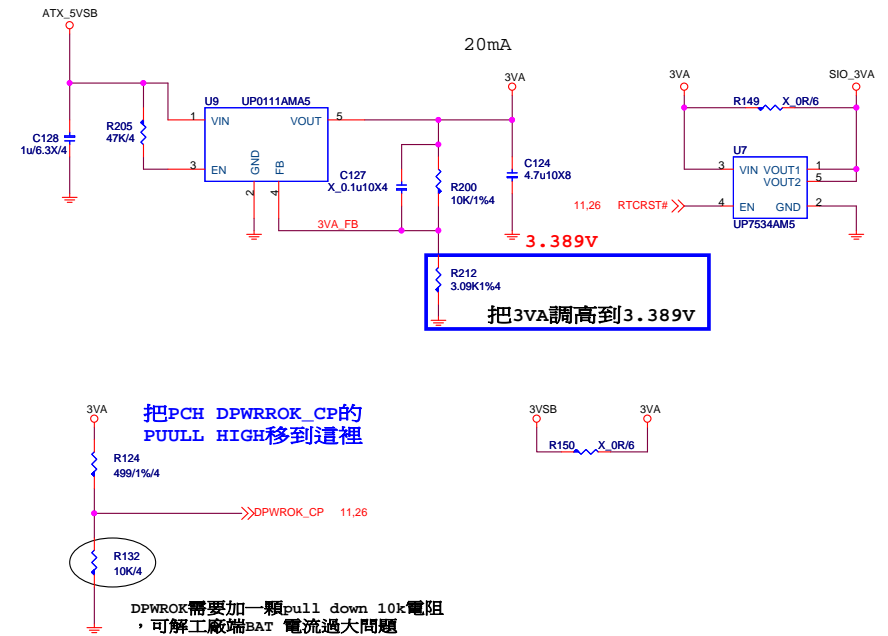 ATX_5VSB
20mA
3VA
3VA
SIO_3VA
C128
1u/6.3X/4
R205
47K/4
U9
UP0111AMA5
1
VIN
VOUT
5
3
EN
GND
FB
2
4
C127
X_0.1u10X4
R200
10K/1%4
C124
4.7u10X8
3VA_FB
3.389V
R212
3.09K1%4
把3VA調高到3.389V
R149
X_0R/6
U7
3
VIN
VOUT1
1
VOUT2
5
11,26
RTCRST#
4
EN
GND
2
UP7534AM5
3VA
把PCH DPWRROK_CP的
PUULL HIGH移到這裡
R124
499/1%/4
DPWROK_CP
11,26
R132
10K/4
DPWROK需要加一顆pull down 10k電阻
,可解工廠端BAT 電流過大問題
3VSB
3VA
R150
X_0R/6